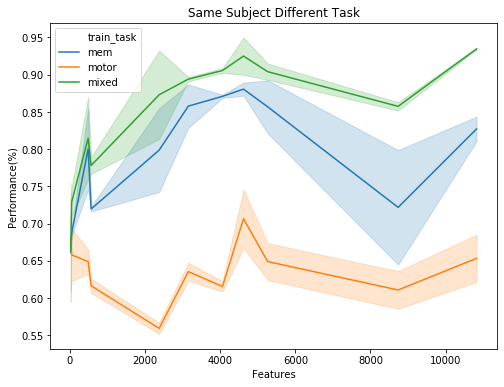 Same Subject Different Task
train_task
mem
motor
mixed
Performance(%)
0.95
0.90
0.85
0.80
0.75
0.70
0.65
0.60
0.55
0 2000 4000 6000 8000 10000
Features